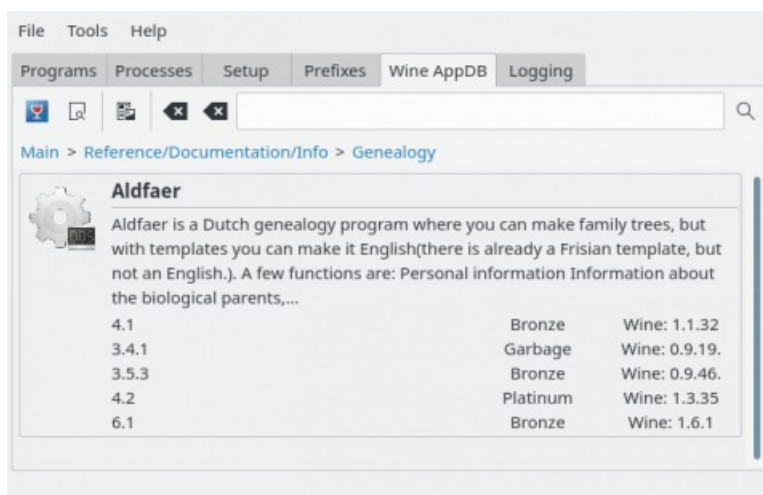 File Tools Help
Programs Processes Setup Prefixes Wine AppDB Logging
Main > Reference/Documentation/Info > Genealogy
Aldfaer
Aldfaer is a Dutch genealogy program where you can make family trees, but
with templates you can make it English(there is already a Frisian template, but
not an English.). A few functions are: Personal information Information about
the biological parents,...
4.1 Bronze Wine: 1.1.32
3.4.1 Garbage Wine: 0.9.19.
3.5.3 Bronze Wine: 0.9.46.
4.2 Platinum Wine: 1.3.35
6.1 Bronze Wine: 1.6.1